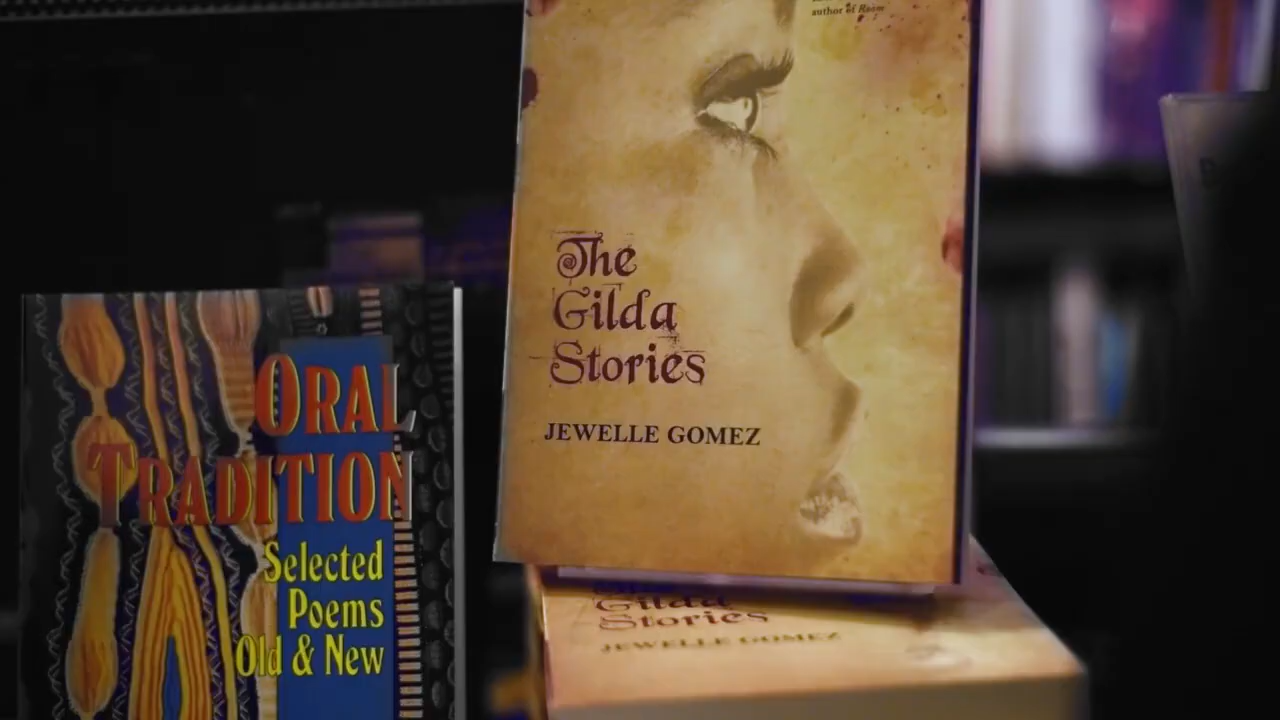 author of Room
The
Gilda
Stories
JEWELLE GOMEZ
ORAL
TRADITION
Selected
Poems
Old & New
Gilda
Stories
JEWELLE GOMEZ